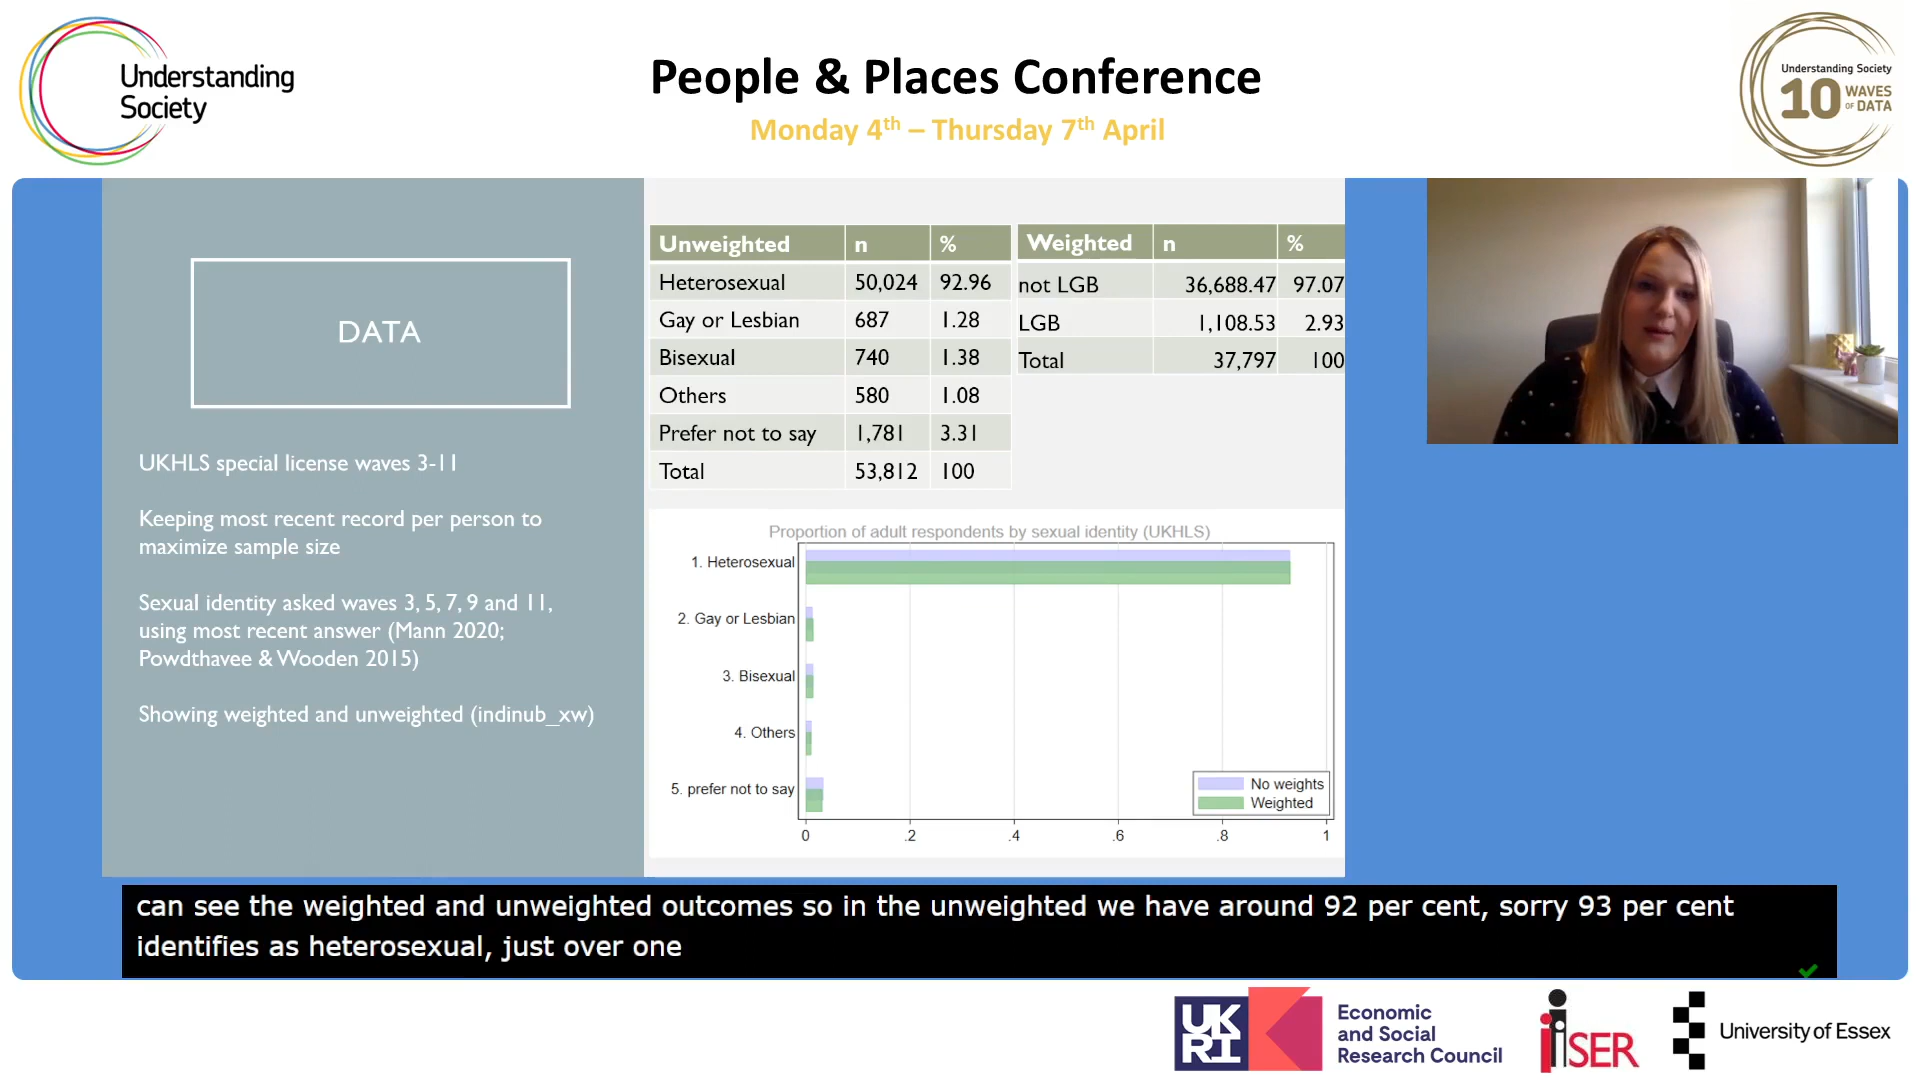 Understanding
Society
People & Places Conference
Monday 4th – Thursday 7th April
Understanding Society
10 WAVES
OF DATA
DATA
UKHLS special license waves 3-11
Keeping most recent record per person to
maximize sample size
Sexual identity asked waves 3, 5, 7, 9 and 11,
using most recent answer (Mann 2020;
Powdthavee & Wooden 2015)
Showing weighted and unweighted (indinub_xw)
Unweighted n %
Heterosexual 50,024 92.96
Gay or Lesbian 687 1.28
Bisexual 740 1.38
Others 580 1.08
Prefer not to say 1,781 3.31
Total 53,812 100
Weighted n %
not LGB 36,688.47 97.07
LGB 1,108.53 2.93
Total 37,797 100
Proportion of adult respondents by sexual identity (UKHLS)
1. Heterosexual
2. Gay or Lesbian
3. Bisexual
4. Others
5. prefer not to say
No weights
Weighted
0 .2 .4 .6 .8 1
can see the weighted and unweighted outcomes so in the unweighted we have around 92 per cent, sorry 93 per cent
identifies as heterosexual, just over one
UK
RI
Economic
and Social
Research Council
iSER
University of Essex